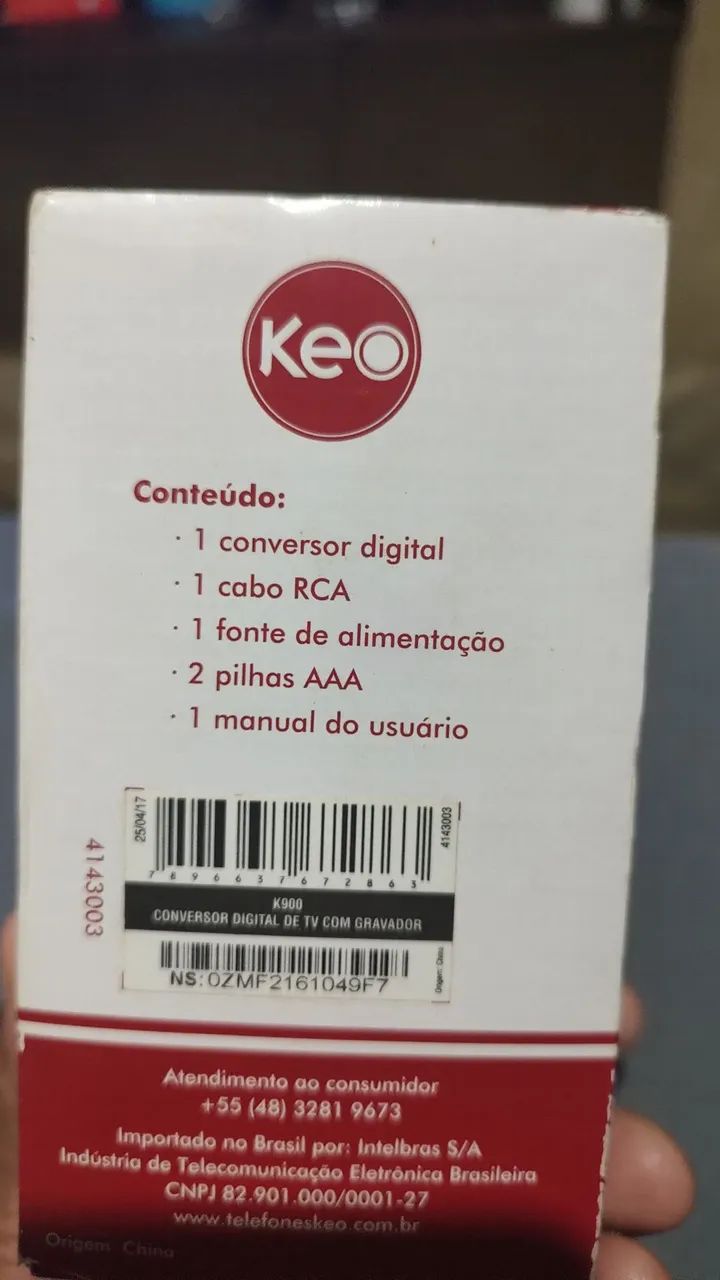 Keo
Conteúdo:
· 1 conversor digital
· 1 cabo RCA
· 1 fonte de alimentação
· 2 pilhas AAA
· 1 manual do usuário
25/04/17
4143003
7 896637 672863
4143003
K900
CONVERSOR DIGITAL DE TV COM GRAVADOR
NS:0ZMF2161049F7
Origem: China
Atendimento ao consumidor
+55 (48) 3281 9673
Importado no Brasil por: Intelbras S/A
Indústria de Telecomunicação Eletrônica Brasileira
CNPJ 82.901.000/0001-27
www.telefoneskeo.com.br
Origem: China